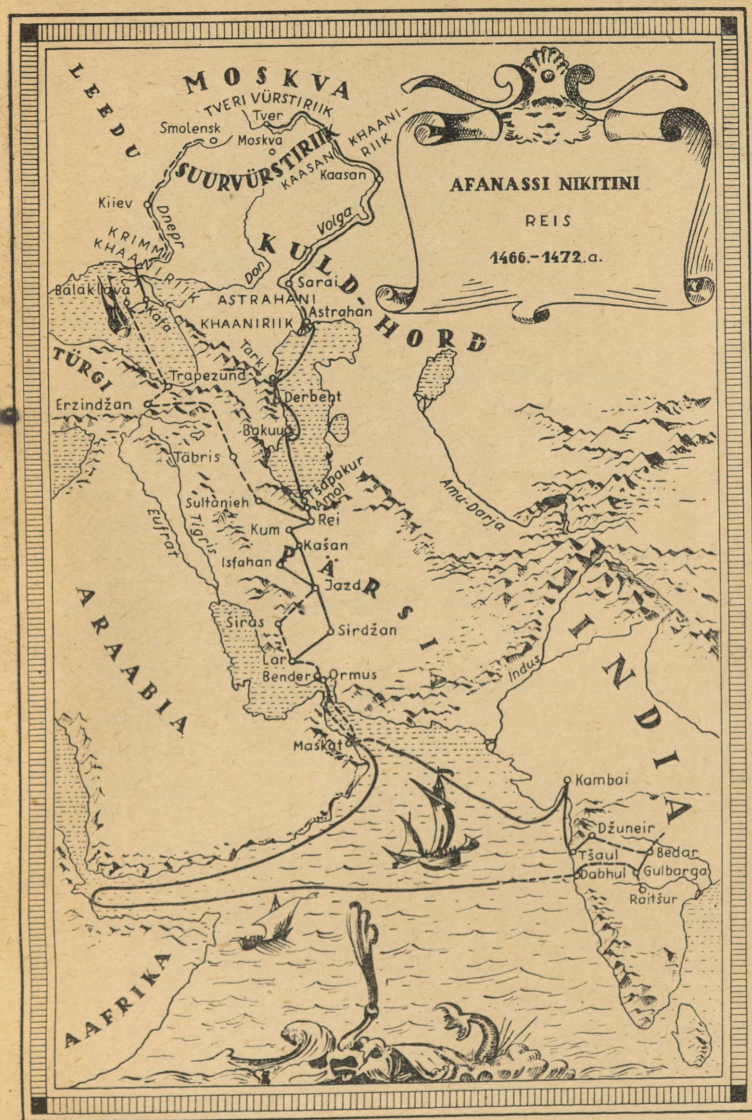 AFANASSI NIKITINI
REIS
1466.-1472.a.
LEEDU
MOSKVA
TVERI VÜRSTIRIIK
Tver
Smolensk
Moskva
SUURVÜRSTIRIIK
KAASANI KHAANI-
RIIK
Kaasan
Kiiev
Dnepr
Volga
KRIMMI
KHAANIRIIK
Don
KULD-HORD
Sarai
Balaklava
Kafa
ASTRAHANI
KHAANIRIIK
Astrahan
TÜRGI
Tarki
Trapezund
Derbent
Erzindžan
Bakuu
Täbris
Tšapakur
Amol
Amu-Darja
Sultänieh
Rei
Eufrat
Tigris
Kum
Kašan
Isfahan
PÄRSIA
Jazd
ARAABIA
Siras
Sirdžan
INDIA
Lar
Indus
Bender
Ormus
Maskat
Kambai
Džuneir
Tšaul
Bedar
Dabhul
Gulbarga
Raitšur
AAFRIKA